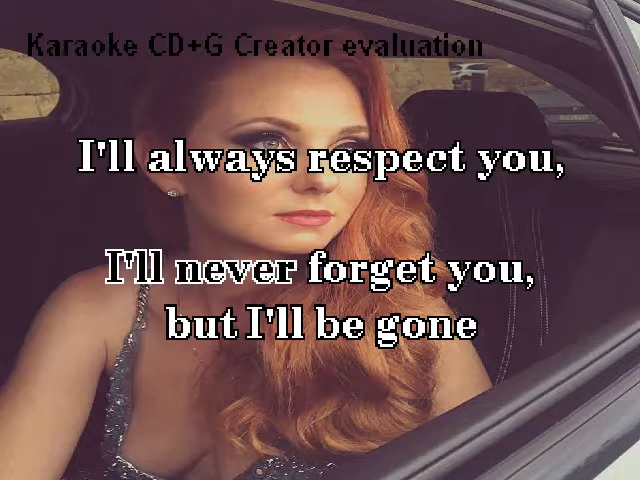 Karaoke CD+G Creator evaluation
I'll always respect you,
I'll never forget you,
but I'll be gone